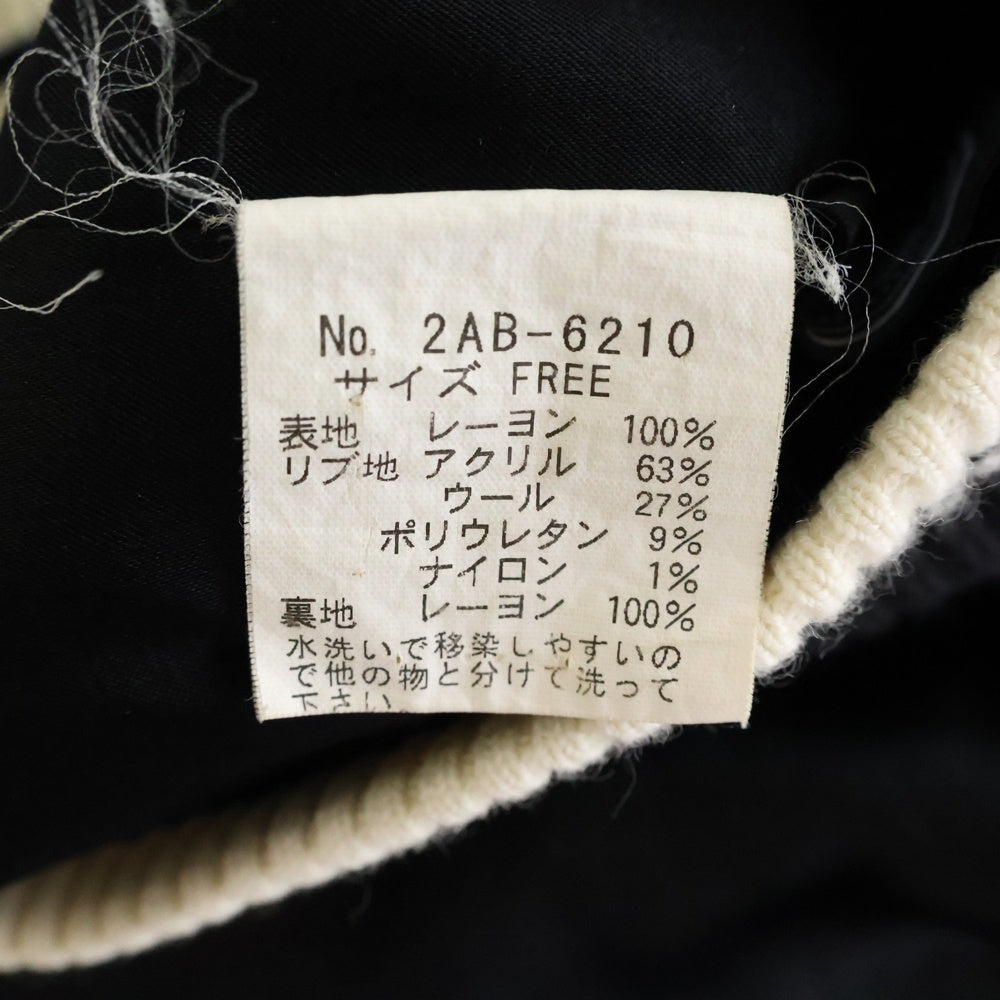 No. 2AB-6210
サイズ FREE
表地 レーヨン 100%
リブ地 アクリル 63%
ウール 27%
ポリウレタン 9%
ナイロン 1%
裏地 レーヨン 100%
水洗いで移染しやすいの
で他の物と分けて洗って
下さい。